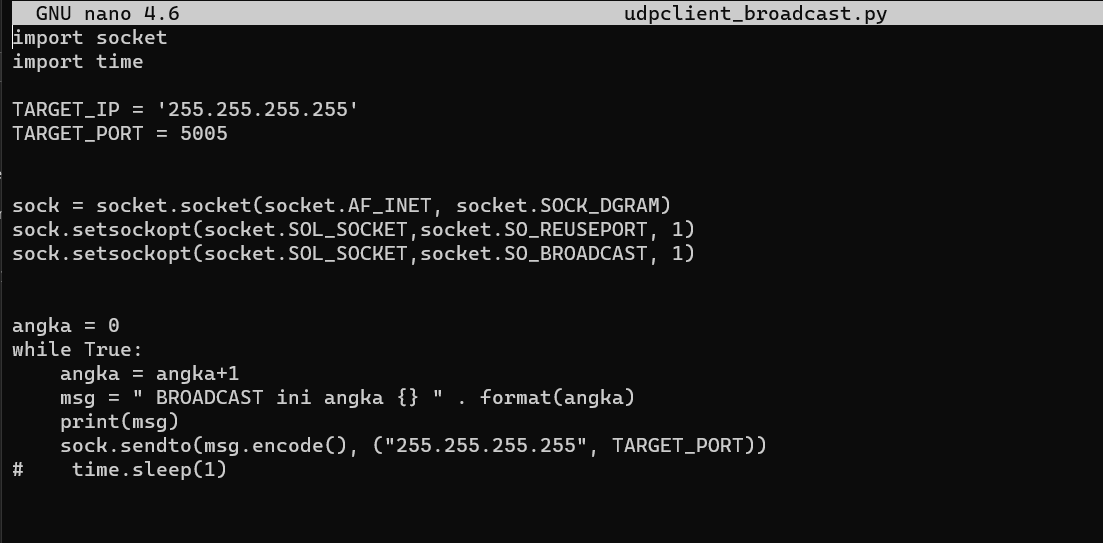 GNU nano 4.6 udpclient_broadcast.py
import socket
import time
TARGET_IP = '255.255.255.255'
TARGET_PORT = 5005
sock = socket.socket(socket.AF_INET, socket.SOCK_DGRAM)
sock.setsockopt(socket.SOL_SOCKET,socket.SO_REUSEPORT, 1)
sock.setsockopt(socket.SOL_SOCKET,socket.SO_BROADCAST, 1)
angka = 0
while True:
    angka = angka+1
    msg = " BROADCAST ini angka {} " . format(angka)
    print(msg)
    sock.sendto(msg.encode(), ("255.255.255.255", TARGET_PORT))
#    time.sleep(1)